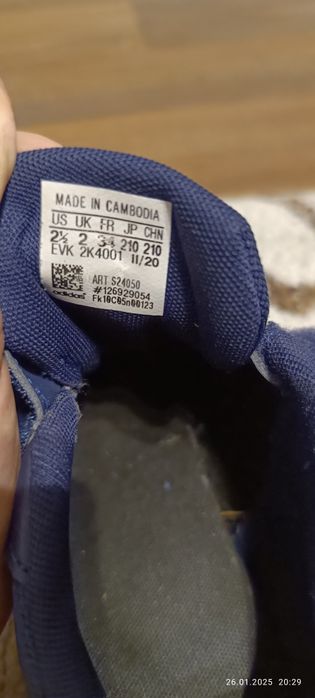 MADE IN CAMBODIA
US UK FR JP CHN
2½ 2 34 210 210
EVK 2K4001 11/20
ART S24050
#126929054
adidas Fk10C05n00123
26.01.2025 20:29